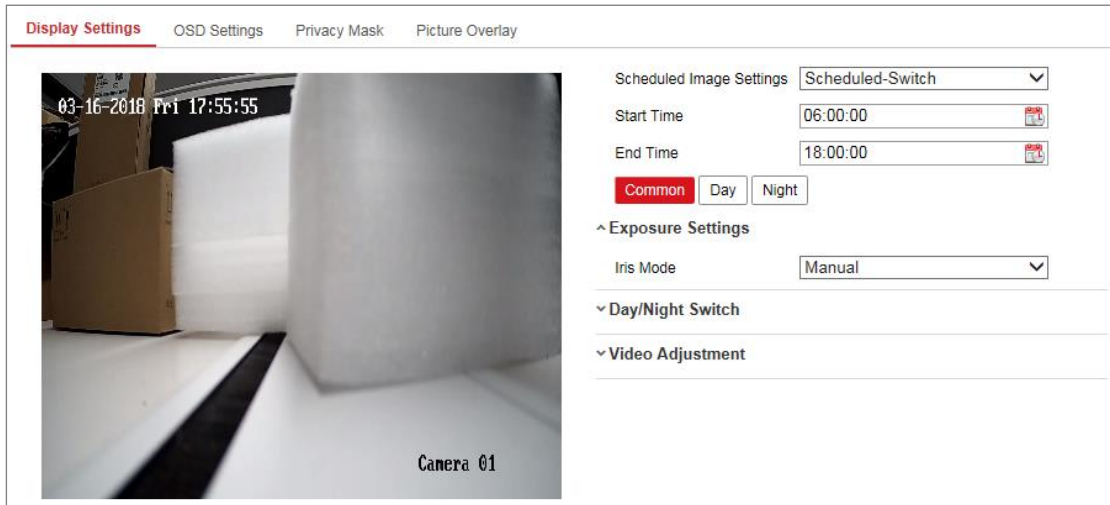 Display Settings OSD Settings Privacy Mask Picture Overlay
03-16-2018 Fri 17:55:55
Camera 01
Scheduled Image Settings Scheduled-Switch
Start Time 06:00:00
End Time 18:00:00
Common Day Night
Exposure Settings
Iris Mode Manual
Day/Night Switch
Video Adjustment